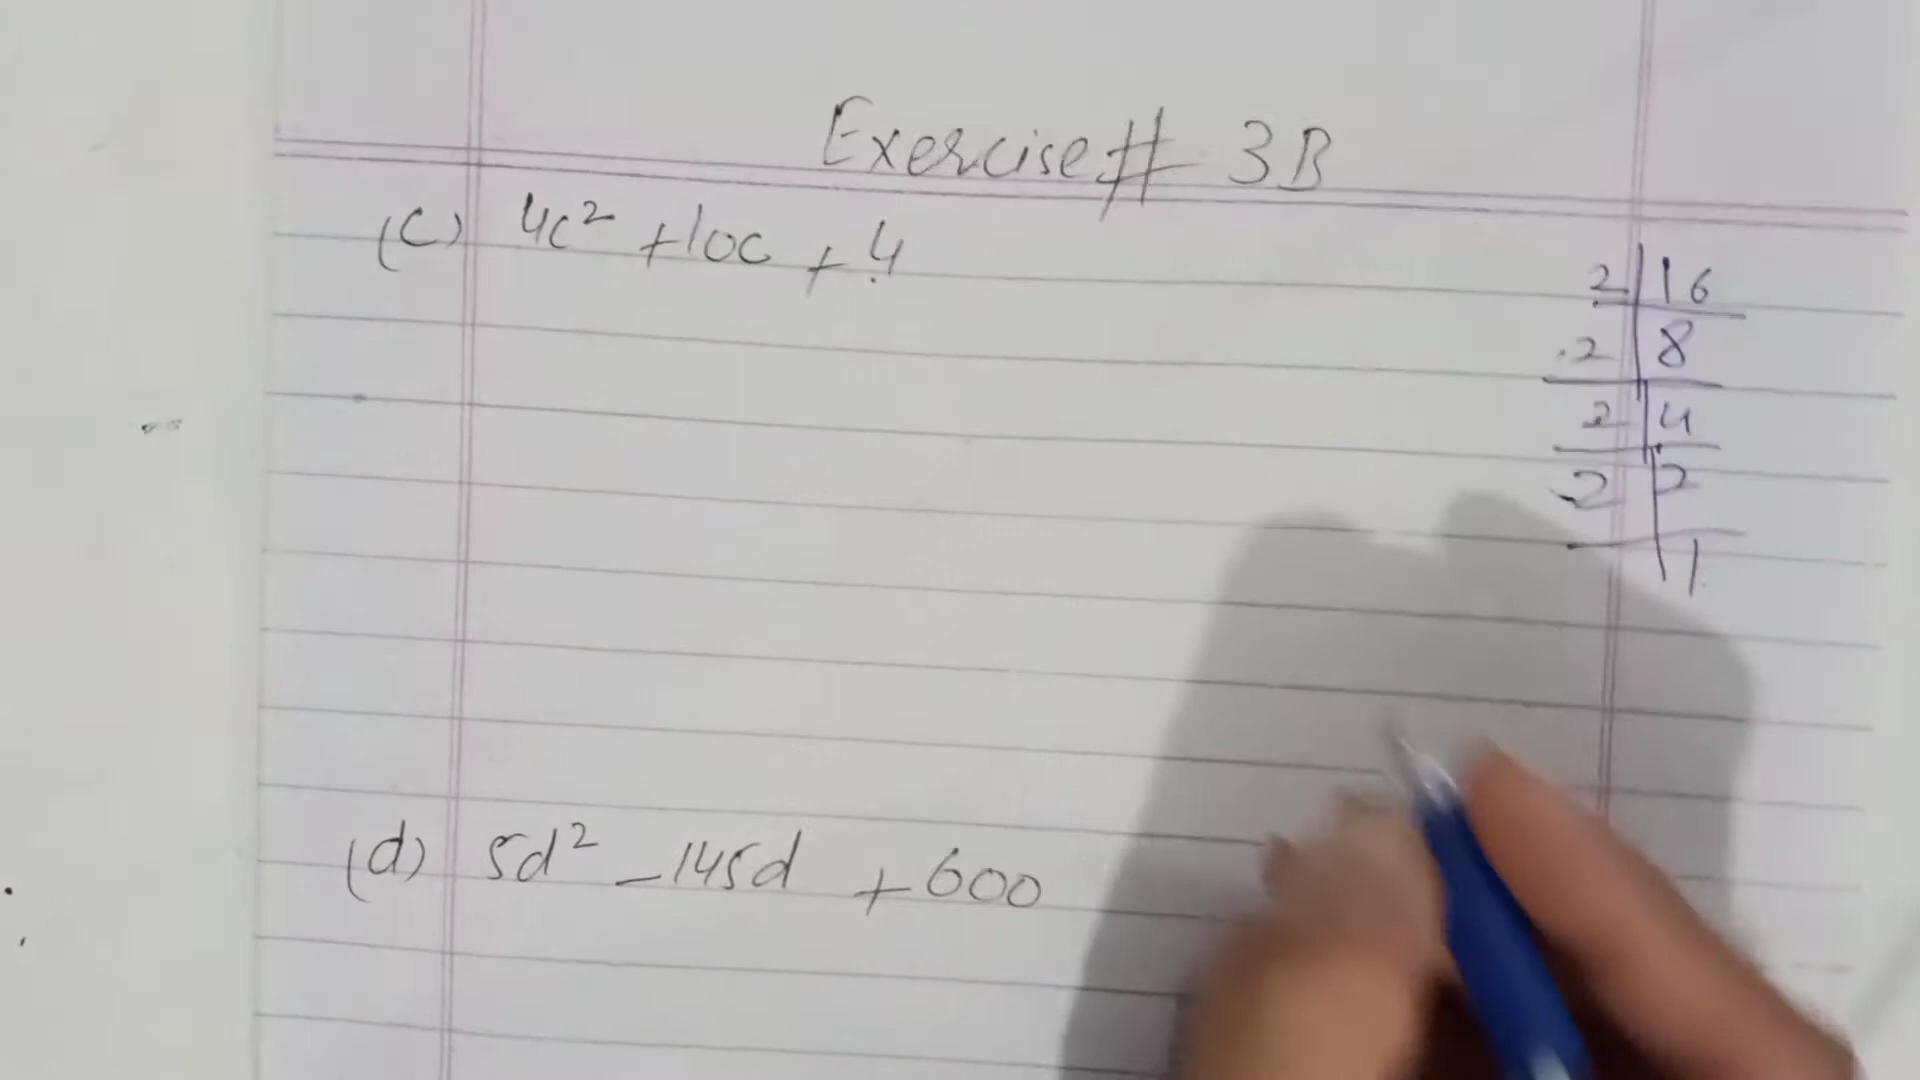 Exercise # 3B
(c) 4c² + 10c + 4
2 | 16
2 | 8
2 | 4
2 | 2
1
(d) 5d² - 145d + 600